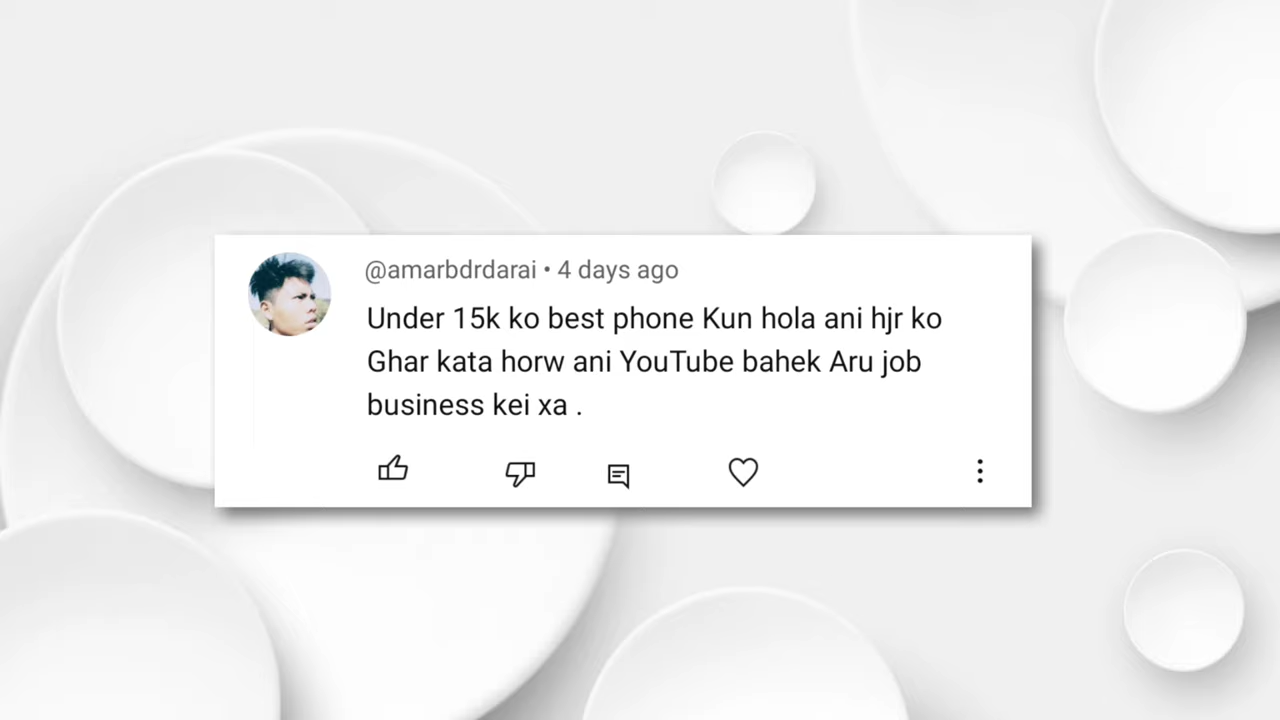 @amarbdrdarai • 4 days ago
Under 15k ko best phone Kun hola ani hjr ko
Ghar kata horw ani YouTube bahek Aru job
business kei xa .